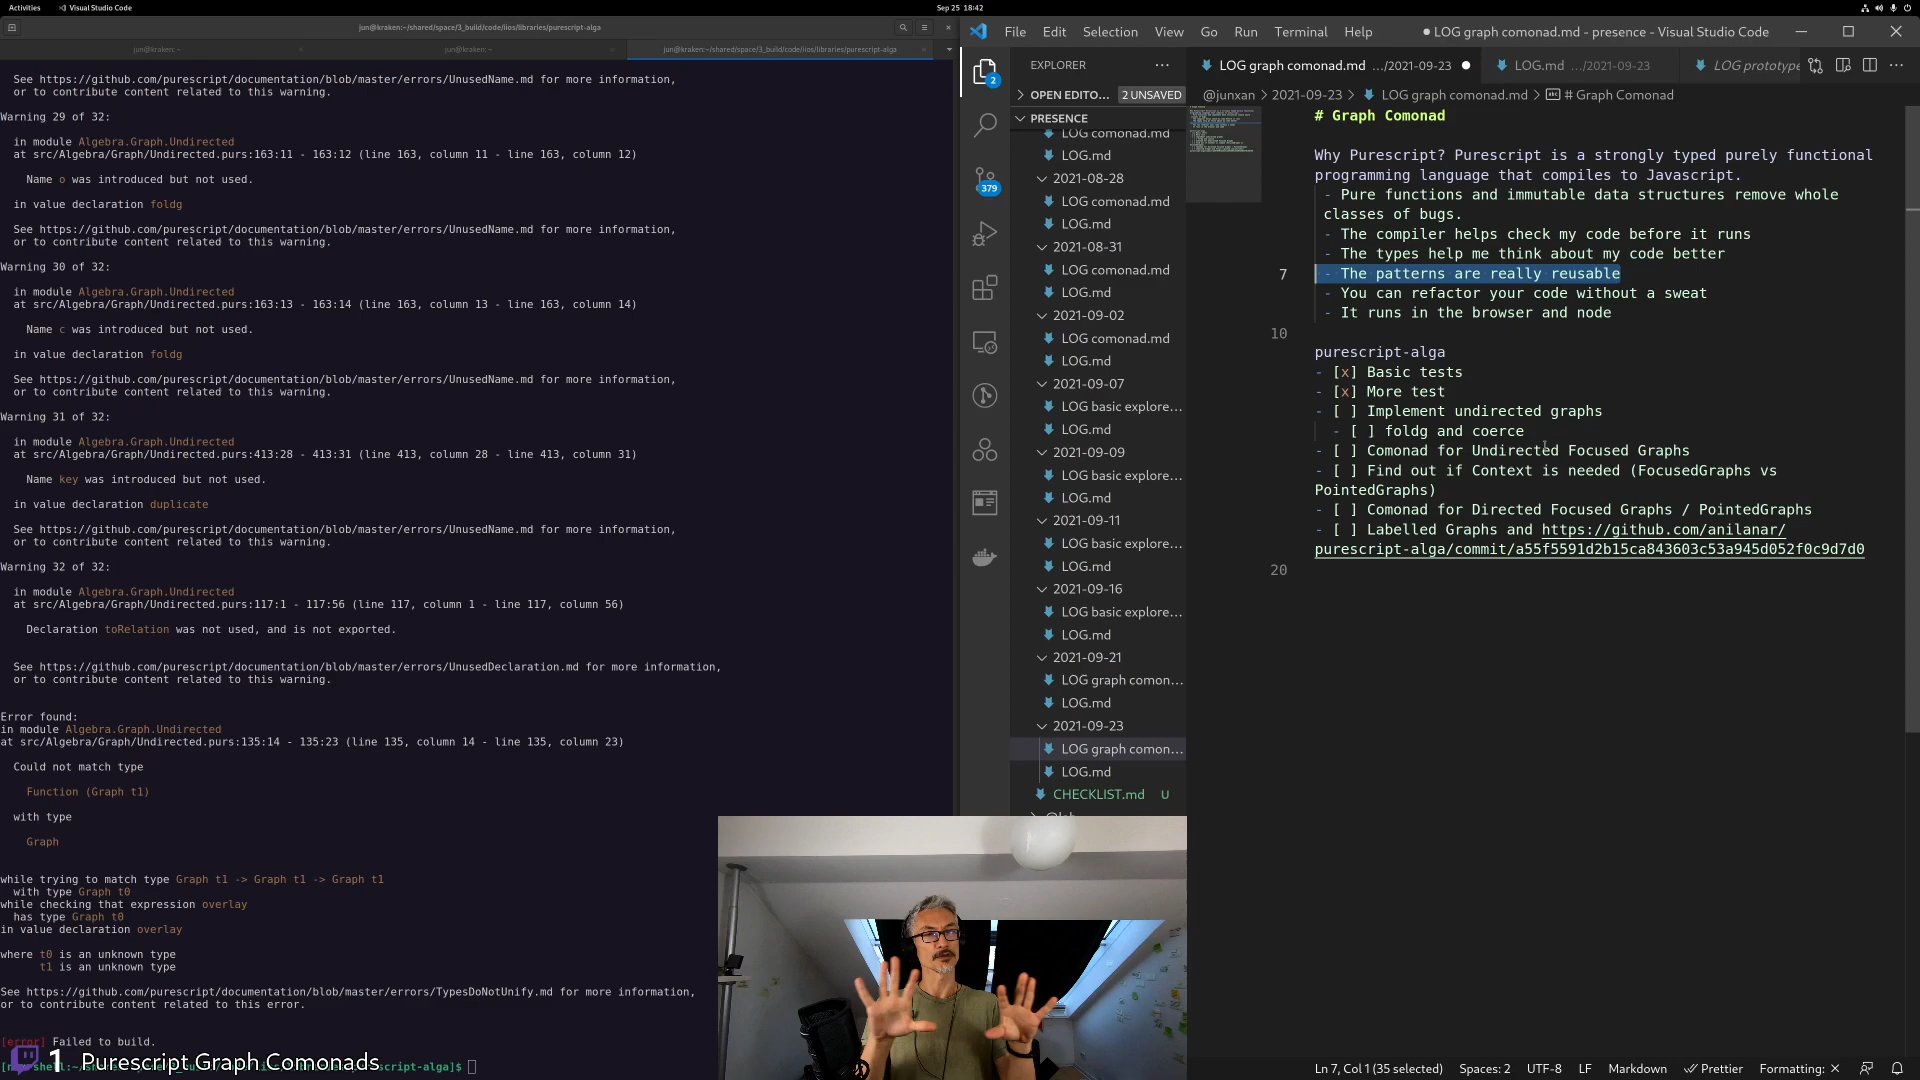 Activities
Visual Studio Code
Sep 25 18:42
jun@kraken:~/shared/space/3_build/code/iios/libraries/purescript-alga
jun@kraken:~
jun@kraken:~
jun@kraken:~/shared/space/3_build/code/iios/libraries/purescript-alga
See https://github.com/purescript/documentation/blob/master/errors/UnusedName.md for more information,
or to contribute content related to this warning.
Warning 29 of 32:
in module Algebra.Graph.Undirected
at src/Algebra/Graph/Undirected.purs:163:11 - 163:12 (line 163, column 11 - line 163, column 12)
Name o was introduced but not used.
in value declaration foldg
See https://github.com/purescript/documentation/blob/master/errors/UnusedName.md for more information,
or to contribute content related to this warning.
Warning 30 of 32:
in module Algebra.Graph.Undirected
at src/Algebra/Graph/Undirected.purs:163:13 - 163:14 (line 163, column 13 - line 163, column 14)
Name c was introduced but not used.
in value declaration foldg
See https://github.com/purescript/documentation/blob/master/errors/UnusedName.md for more information,
or to contribute content related to this warning.
Warning 31 of 32:
in module Algebra.Graph.Undirected
at src/Algebra/Graph/Undirected.purs:413:28 - 413:31 (line 413, column 28 - line 413, column 31)
Name key was introduced but not used.
in value declaration duplicate
See https://github.com/purescript/documentation/blob/master/errors/UnusedName.md for more information,
or to contribute content related to this warning.
Warning 32 of 32:
in module Algebra.Graph.Undirected
at src/Algebra/Graph/Undirected.purs:117:1 - 117:56 (line 117, column 1 - line 117, column 56)
Declaration toRelation was not used, and is not exported.
See https://github.com/purescript/documentation/blob/master/errors/UnusedDeclaration.md for more information,
or to contribute content related to this warning.
Error found:
in module Algebra.Graph.Undirected
at src/Algebra/Graph/Undirected.purs:135:14 - 135:23 (line 135, column 14 - line 135, column 23)
Could not match type
Function (Graph t1)
with type
Graph
while trying to match type Graph t1 -> Graph t1 -> Graph t1
with type Graph t0
while checking that expression overlay
has type Graph t0
in value declaration overlay
where t0 is an unknown type
t1 is an unknown type
See https://github.com/purescript/documentation/blob/master/errors/TypesDoNotUnify.md for more information,
or to contribute content related to this error.
[error] Failed to build.
1 Purescript Graph Comonads
script-alga]$
File Edit Selection View Go Run Terminal Help
● LOG graph comonad.md - presence - Visual Studio Code
EXPLORER
OPEN EDITO... 2 UNSAVED
PRESENCE
LOG comonad.md
LOG.md
2021-08-28
LOG comonad.md
LOG.md
2021-08-31
LOG comonad.md
LOG.md
2021-09-02
LOG comonad.md
LOG.md
2021-09-07
LOG basic explore...
LOG.md
2021-09-09
LOG basic explore...
LOG.md
2021-09-11
LOG basic explore...
LOG.md
2021-09-16
LOG basic explore...
LOG.md
2021-09-21
LOG graph comon...
LOG.md
2021-09-23
LOG graph comon...
LOG.md
CHECKLIST.md U
2
379
LOG graph comonad.md .../2021-09-23
LOG.md .../2021-09-23
LOG prototype
@junxan > 2021-09-23 > LOG graph comonad.md > # Graph Comonad
# Graph Comonad
Why Purescript? Purescript is a strongly typed purely functional
programming language that compiles to Javascript.
- Pure functions and immutable data structures remove whole
classes of bugs.
- The compiler helps check my code before it runs
- The types help me think about my code better
7 - The patterns are really reusable
- You can refactor your code without a sweat
- It runs in the browser and node
10
purescript-alga
- [x] Basic tests
- [x] More test
- [ ] Implement undirected graphs
- [ ] foldg and coerce
- [ ] Comonad for Undirected Focused Graphs
- [ ] Find out if Context is needed (FocusedGraphs vs
PointedGraphs)
- [ ] Comonad for Directed Focused Graphs / PointedGraphs
- [ ] Labelled Graphs and https://github.com/anilanar/
purescript-alga/commit/a55f5591d2b15ca843603c53a945d052f0c9d7d0
20
Ln 7, Col 1 (35 selected) Spaces: 2 UTF-8 LF Markdown Prettier Formatting: ×